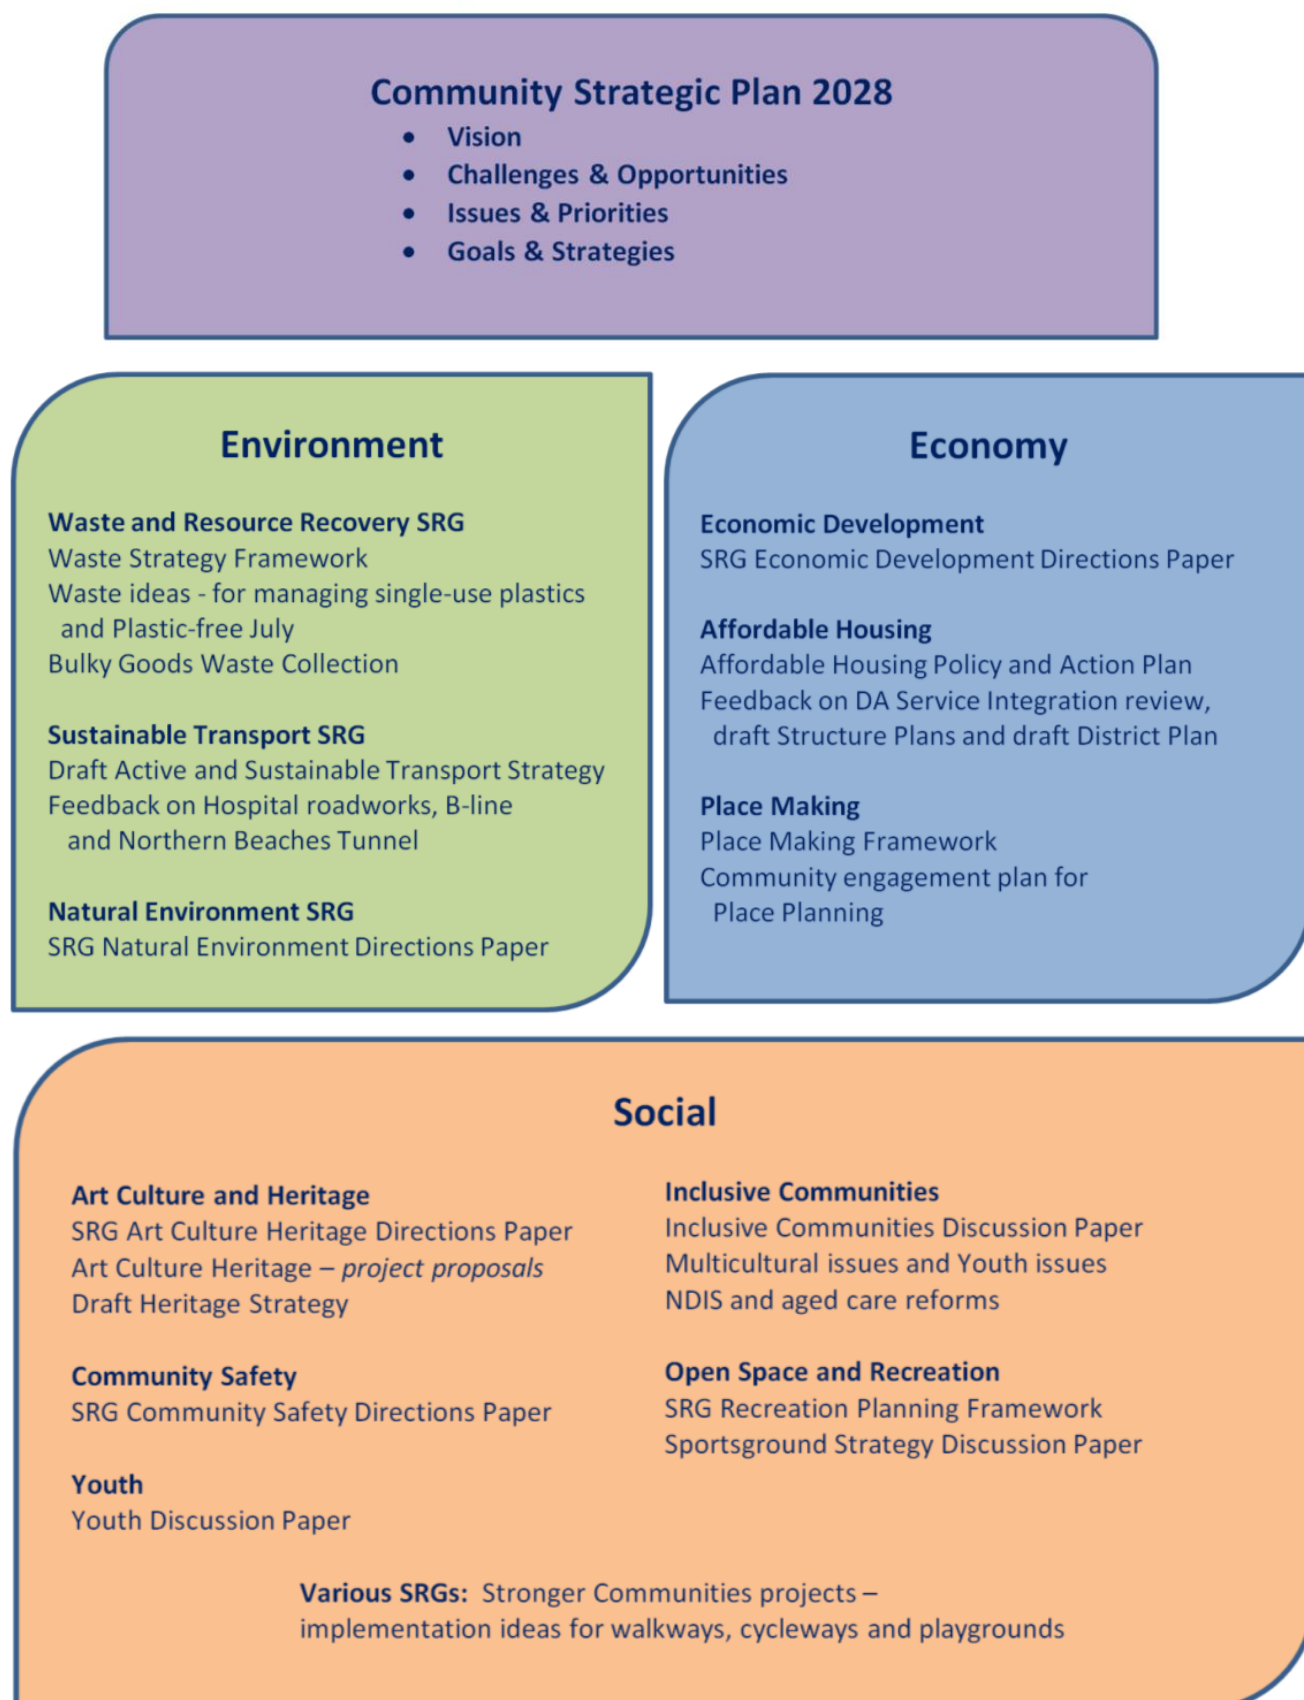 Community Strategic Plan 2028
• Vision
• Challenges & Opportunities
• Issues & Priorities
• Goals & Strategies
Environment
Waste and Resource Recovery SRG
Waste Strategy Framework
Waste ideas - for managing single-use plastics
and Plastic-free July
Bulky Goods Waste Collection
Sustainable Transport SRG
Draft Active and Sustainable Transport Strategy
Feedback on Hospital roadworks, B-line
and Northern Beaches Tunnel
Natural Environment SRG
SRG Natural Environment Directions Paper
Economy
Economic Development
SRG Economic Development Directions Paper
Affordable Housing
Affordable Housing Policy and Action Plan
Feedback on DA Service Integration review,
draft Structure Plans and draft District Plan
Place Making
Place Making Framework
Community engagement plan for
Place Planning
Social
Art Culture and Heritage
SRG Art Culture Heritage Directions Paper
Art Culture Heritage – project proposals
Draft Heritage Strategy
Community Safety
SRG Community Safety Directions Paper
Youth
Youth Discussion Paper
Inclusive Communities
Inclusive Communities Discussion Paper
Multicultural issues and Youth issues
NDIS and aged care reforms
Open Space and Recreation
SRG Recreation Planning Framework
Sportsground Strategy Discussion Paper
Various SRGs: Stronger Communities projects –
implementation ideas for walkways, cycleways and playgrounds